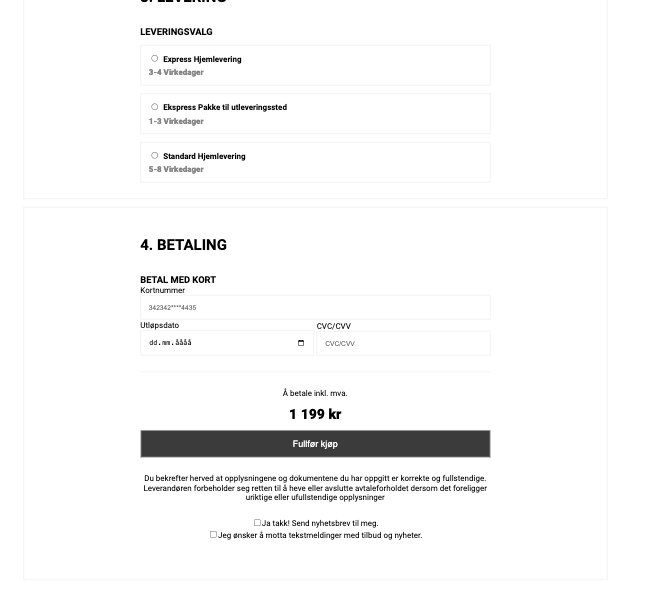 3. LEVERING
LEVERINGSVALG
Express Hjemlevering
3-4 Virkedager
Ekspress Pakke til utleveringssted
1-3 Virkedager
Standard Hjemlevering
5-8 Virkedager
4. BETALING
BETAL MED KORT
Kortnummer
342342****4435
Utløpsdato
CVC/CVV
dd.mm.åååå
CVC/CVV
Å betale inkl. mva.
1 199 kr
Fullfør kjøp
Du bekrefter herved at opplysningene og dokumentene du har oppgitt er korrekte og fullstendige.
Leverandøren forbeholder seg retten til å heve eller avslutte avtaleforholdet dersom det foreligger
uriktige eller ufullstendige opplysninger
Ja takk! Send nyhetsbrev til meg.
Jeg ønsker å motta tekstmeldinger med tilbud og nyheter.